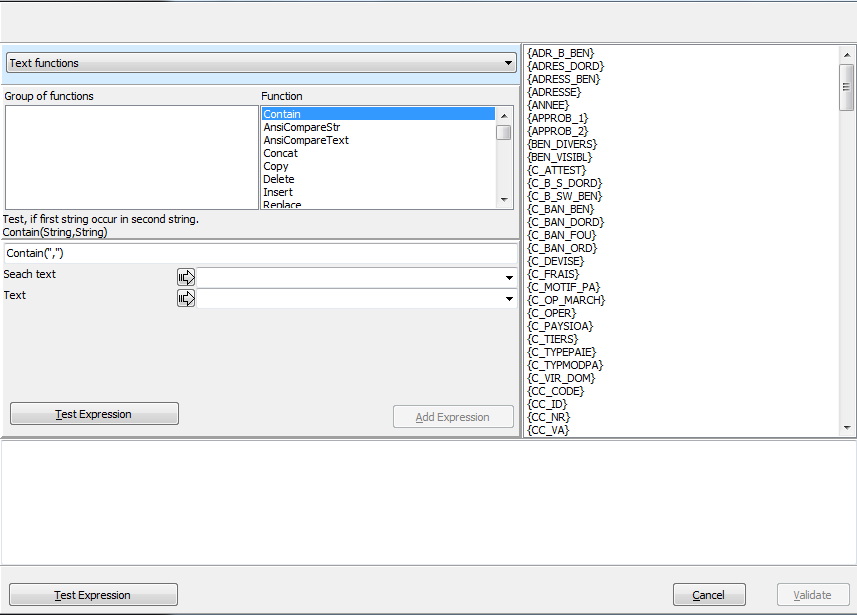 Text functions
Group of functions
Function
Contain
AnsiCompareStr
AnsiCompareText
Concat
Copy
Delete
Insert
Replace
Test, if first string occur in second string.
Contain(String,String)
Contain('','')
Seach text
Text
Test Expression
Add Expression
{ADR_B_BEN}
{ADRES_DORD}
{ADRESS_BEN}
{ADRESSE}
{ANNEE}
{APPROB_1}
{APPROB_2}
{BEN_DIVERS}
{BEN_VISIBL}
{C_ATTEST}
{C_B_S_DORD}
{C_B_SW_BEN}
{C_BAN_BEN}
{C_BAN_DORD}
{C_BAN_FOU}
{C_BAN_ORD}
{C_DEVISE}
{C_FRAIS}
{C_MOTIF_PA}
{C_OP_MARCH}
{C_OPER}
{C_PAYSIOA}
{C_TIERS}
{C_TYPEPAIE}
{C_TYPMODPA}
{C_VIR_DOM}
{CC_CODE}
{CC_ID}
{CC_NR}
{CC_VA}
Test Expression
Cancel
Validate